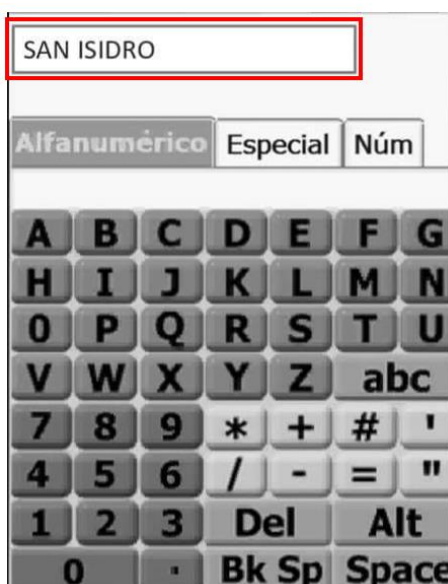 SAN ISIDRO
Alfanumérico Especial Núm
A B C D E F G
H I J K L M N
O P Q R S T U
V W X Y Z abc
7 8 9 * + # '
4 5 6 / - = "
1 2 3 Del Alt
0 . Bk Sp Space